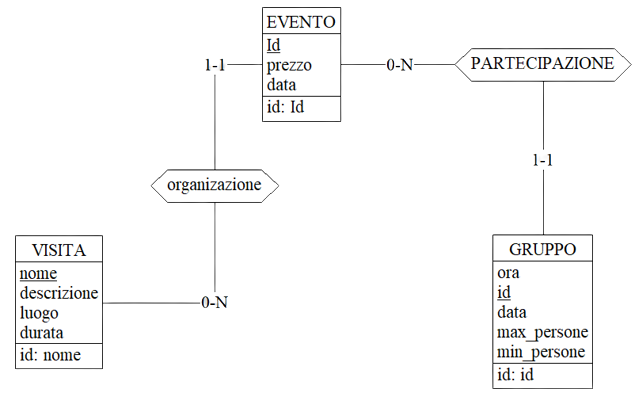 EVENTO
Id
prezzo
data
id: Id
1-1
0-N
PARTECIPAZIONE
1-1
organizazione
VISITA
nome
descrizione
luogo
durata
id: nome
0-N
GRUPPO
ora
id
data
max_persone
min_persone
id: id